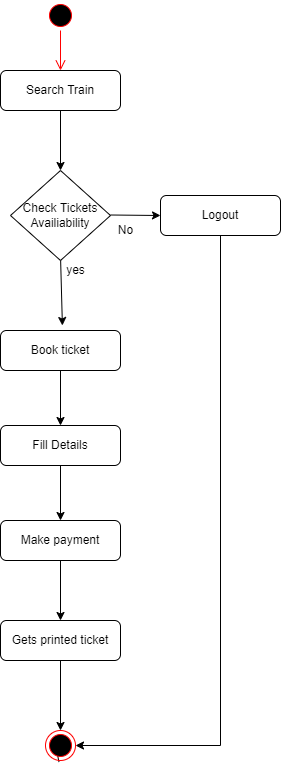 Search Train
Check Tickets
Availiability
No
Logout
yes
Book ticket
Fill Details
Make payment
Gets printed ticket